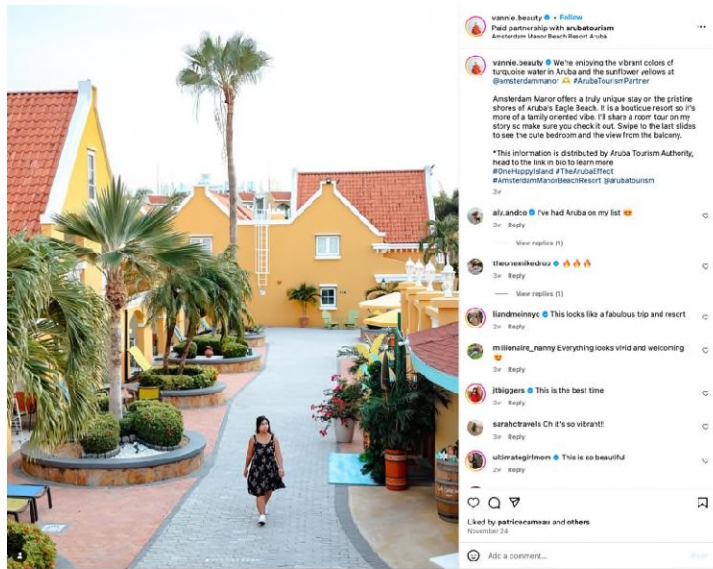 vannie.beauty • Follow
Paid partnership with arubatourism
Amsterdam Manor Beach Resort Aruba
vannie.beauty We're enjoying the vibrant colors of
turquoise water in Aruba and the sunflower yellows at
@amsterdammanor 🫶 #ArubaTourismPartner
Amsterdam Manor offers a truly unique stay on the pristine
shores of Aruba's Eagle Beach. It is a boutique resort so it's
more of a family oriented vibe. I'll share a room tour on my
story so make sure you check it out. Swipe to the last slides
to see the cute bedroom and the view from the balcony.
*This information is distributed by Aruba Tourism Authority,
head to the link in bio to learn more
#OneHappyIsland #TheArubaEffect
#AmsterdamManorBeachResort @arubatourism
3w
I've had Aruba on my list 😍
3w Reply
View replies (1)
theonemikedrop 🔥🔥🔥
3w Reply
View replies (1)
liandmeinnyc This looks like a fabulous trip and resort
3w Reply
millenaire_nanny Everything looks vivid and welcoming
😍
3w Reply
jtbiggers This is the best time
3w Reply
sarahctravels Oh it's so vibrant!!
3w Reply
ultimategirlmom This is so beautiful
2w Reply
Liked by patricecameau and others
November 24
Add a comment...
Post